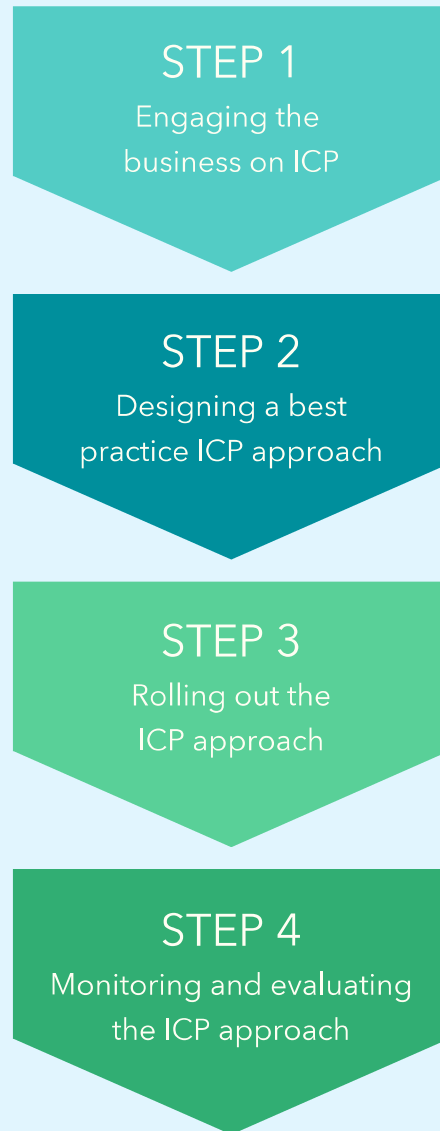 STEP 1
Engaging the
business on ICP
STEP 2
Designing a best
practice ICP approach
STEP 3
Rolling out the
ICP approach
STEP 4
Monitoring and evaluating
the ICP approach